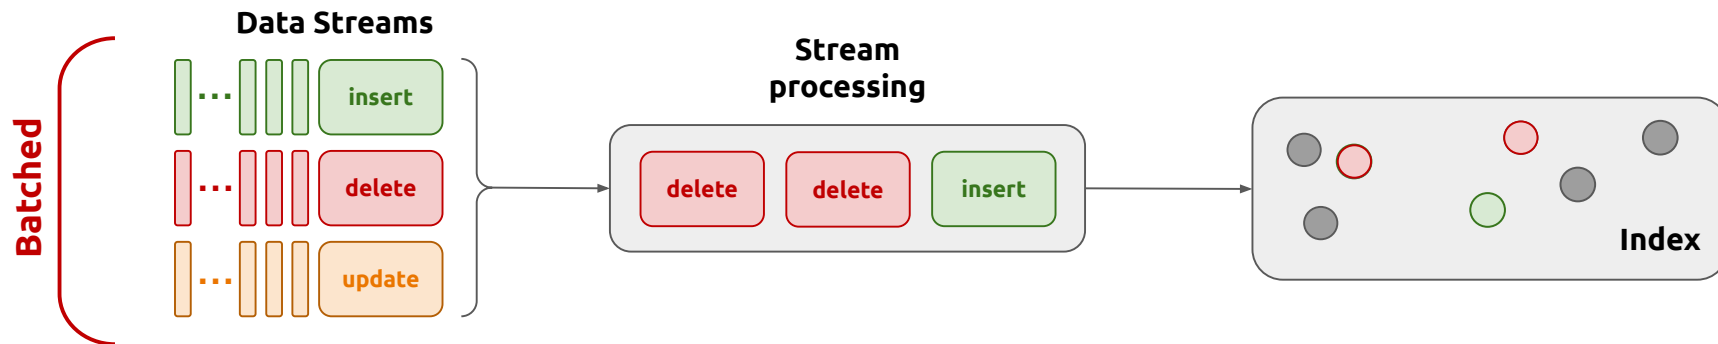 Data Streams
Batched
... insert
... delete
... update
Stream
processing
delete delete insert
Index